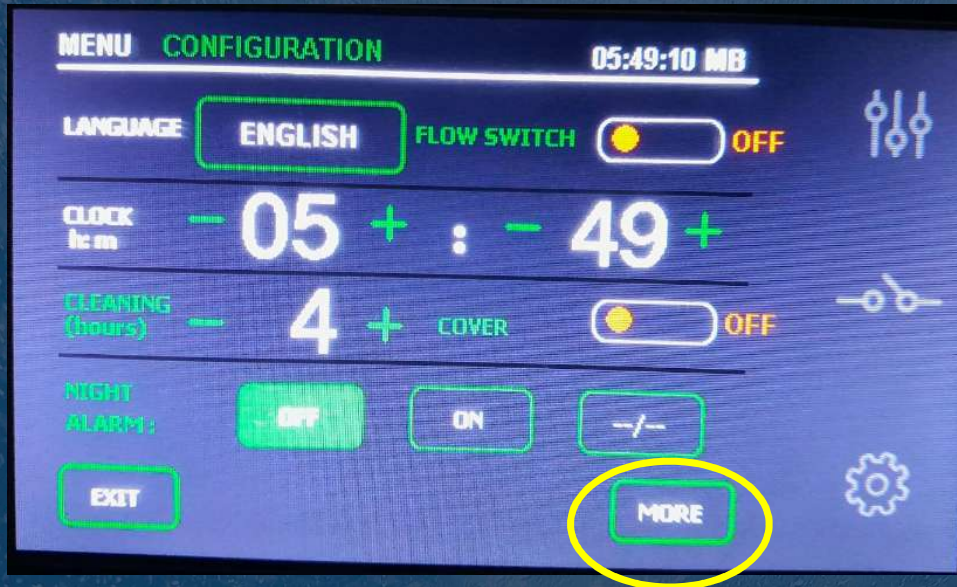 MENU CONFIGURATION 05:49:10 MB
LANGUAGE ENGLISH FLOW SWITCH OFF
CLOCK - 05 + : - 49 +
h: m
CLEANING
(hours) - 4 + COVER OFF
NIGHT
ALARM : OFF ON --/--
EXIT MORE